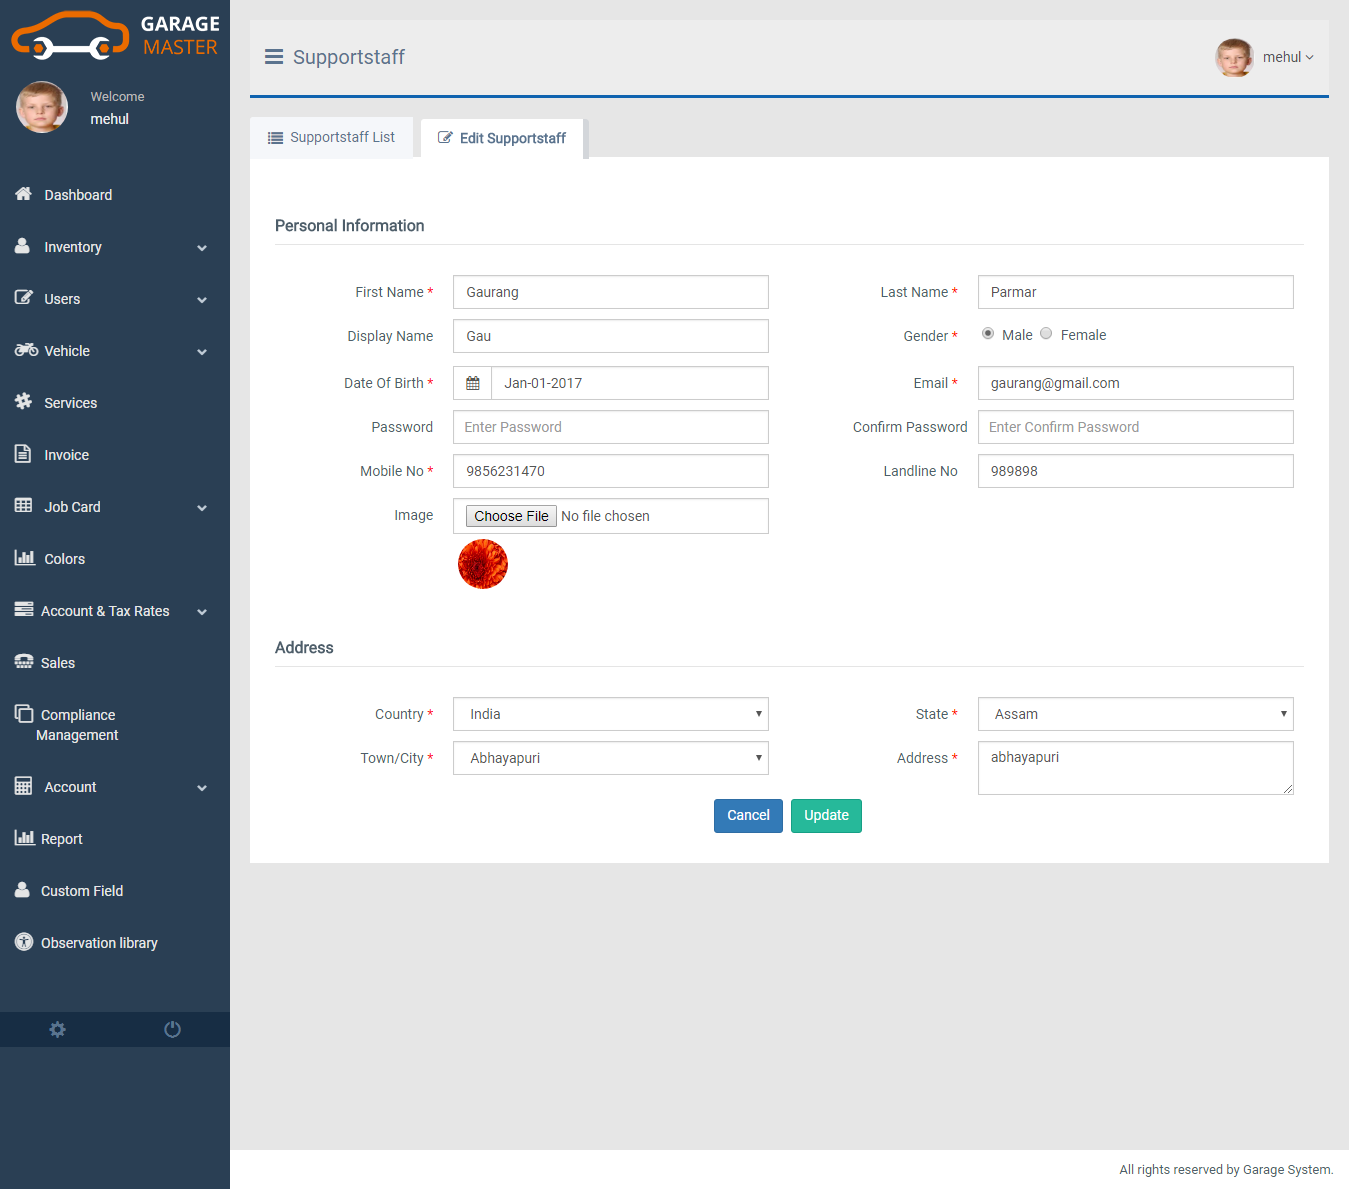 GARAGE
MASTER
Welcome
mehul
Dashboard
Inventory
Users
Vehicle
Services
Invoice
Job Card
Colors
Account & Tax Rates
Sales
Compliance
Management
Account
Report
Custom Field
Observation library
Supportstaff
mehul
Supportstaff List
Edit Supportstaff
Personal Information
First Name * Gaurang
Last Name * Parmar
Display Name Gau
Gender * Male Female
Date Of Birth * Jan-01-2017
Email * gaurang@gmail.com
Password Enter Password
Confirm Password Enter Confirm Password
Mobile No * 9856231470
Landline No 989898
Image Choose File No file chosen
Address
Country * India
State * Assam
Town/City * Abhayapuri
Address * abhayapuri
Cancel Update
All rights reserved by Garage System.